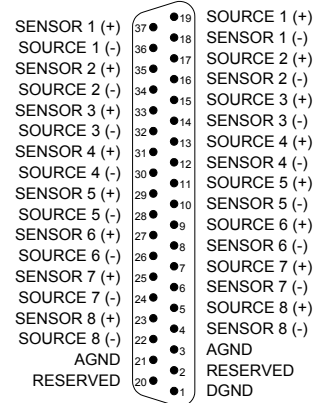 SENSOR 1 (+) 37
SOURCE 1 (-) 36
SENSOR 2 (+) 35
SOURCE 2 (-) 34
SENSOR 3 (+) 33
SOURCE 3 (-) 32
SENSOR 4 (+) 31
SOURCE 4 (-) 30
SENSOR 5 (+) 29
SOURCE 5 (-) 28
SENSOR 6 (+) 27
SOURCE 6 (-) 26
SENSOR 7 (+) 25
SOURCE 7 (-) 24
SENSOR 8 (+) 23
SOURCE 8 (-) 22
AGND 21
RESERVED 20
19 SOURCE 1 (+)
18 SENSOR 1 (-)
17 SOURCE 2 (+)
16 SENSOR 2 (-)
15 SOURCE 3 (+)
14 SENSOR 3 (-)
13 SOURCE 4 (+)
12 SENSOR 4 (-)
11 SOURCE 5 (+)
10 SENSOR 5 (-)
9 SOURCE 6 (+)
8 SENSOR 6 (-)
7 SOURCE 7 (+)
6 SENSOR 7 (-)
5 SOURCE 8 (+)
4 SENSOR 8 (-)
3 AGND
2 RESERVED
1 DGND